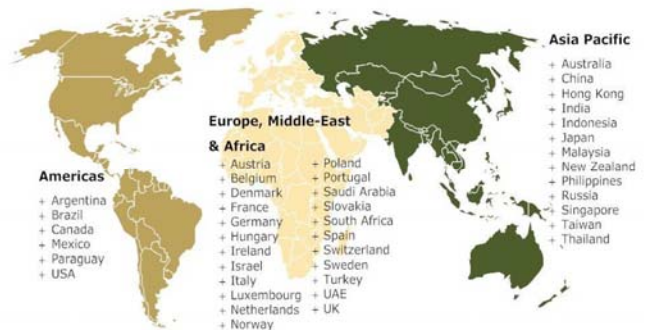 Americas
+ Argentina
+ Brazil
+ Canada
+ Mexico
+ Paraguay
+ USA
Europe, Middle-East
& Africa
+ Austria
+ Belgium
+ Denmark
+ France
+ Germany
+ Hungary
+ Ireland
+ Israel
+ Italy
+ Luxembourg
+ Netherlands
+ Norway
+ Poland
+ Portugal
+ Saudi Arabia
+ Slovakia
+ South Africa
+ Spain
+ Switzerland
+ Sweden
+ Turkey
+ UAE
+ UK
Asia Pacific
+ Australia
+ China
+ Hong Kong
+ India
+ Indonesia
+ Japan
+ Malaysia
+ New Zealand
+ Philippines
+ Russia
+ Singapore
+ Taiwan
+ Thailand